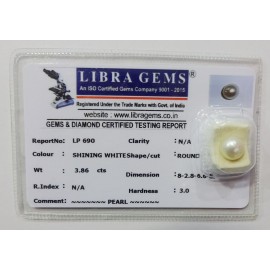 LIBRA GEMS®
An ISO Certified Gems Company 9001 - 2015
Registered Under the Trade Marks with Govt. of India
website : www.libragems.co.in
GEMS & DIAMOND CERTIFIED TESTING REPORT
ReportNo: LP 690 Clarity : N/A
Colour : SHINING WHITE Shape/cut : ROUND
Wt : 3.86 cts Dimension
R.Index : N/A Hardness : 3.0
Comment : ~~~~~~~ PEARL ~~~~~~~